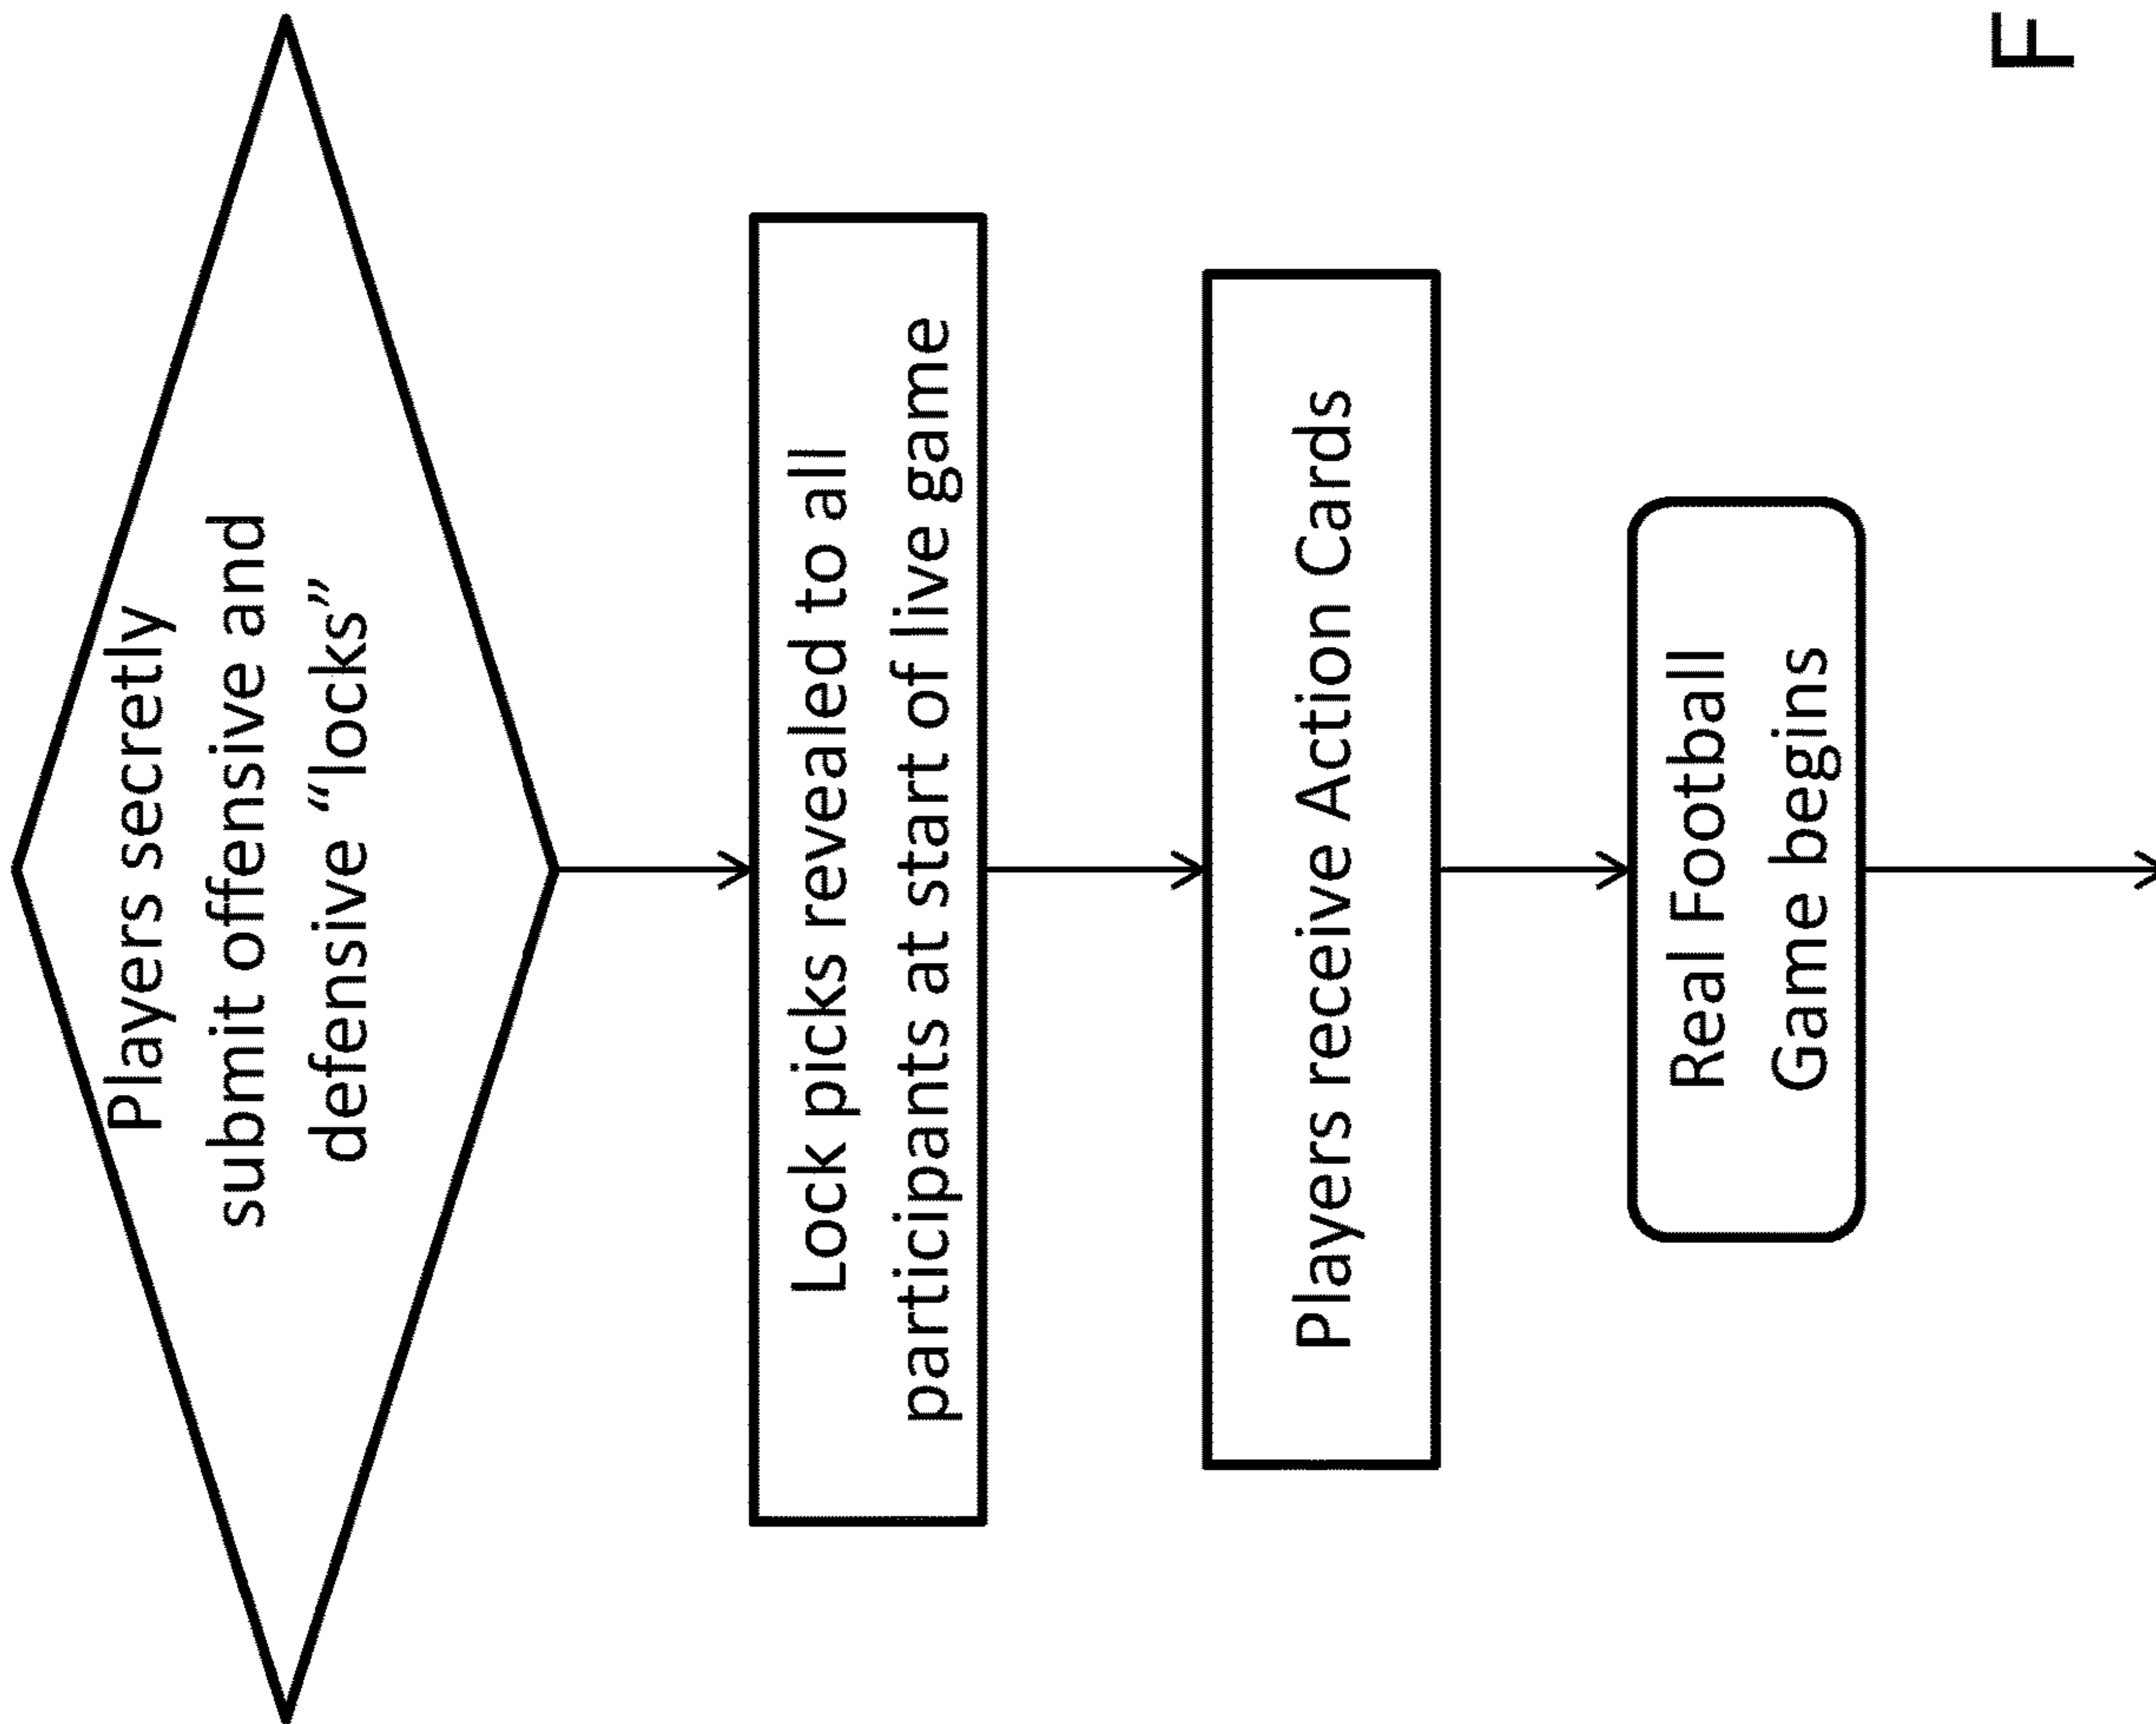 Players secretly
submit offensive and
defensive “locks”
Lock picks revealed to all
participants at start of live game
Players receive Action Cards
Real Football
Game begins
F